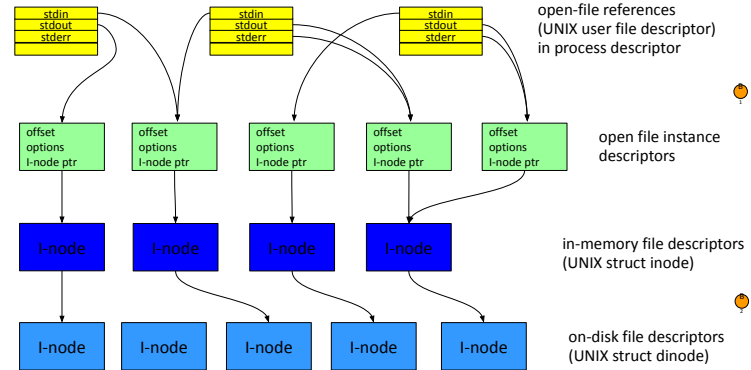 stdin
stdout
stderr
stdin
stdout
stderr
stdin
stdout
stderr
open-file references
(UNIX user file descriptor)
in process descriptor
B
1
offset
options
I-node ptr
offset
options
I-node ptr
offset
options
I-node ptr
offset
options
I-node ptr
offset
options
I-node ptr
open file instance
descriptors
I-node
I-node
I-node
I-node
in-memory file descriptors
(UNIX struct inode)
B
2
I-node
I-node
I-node
I-node
I-node
on-disk file descriptors
(UNIX struct dinode)